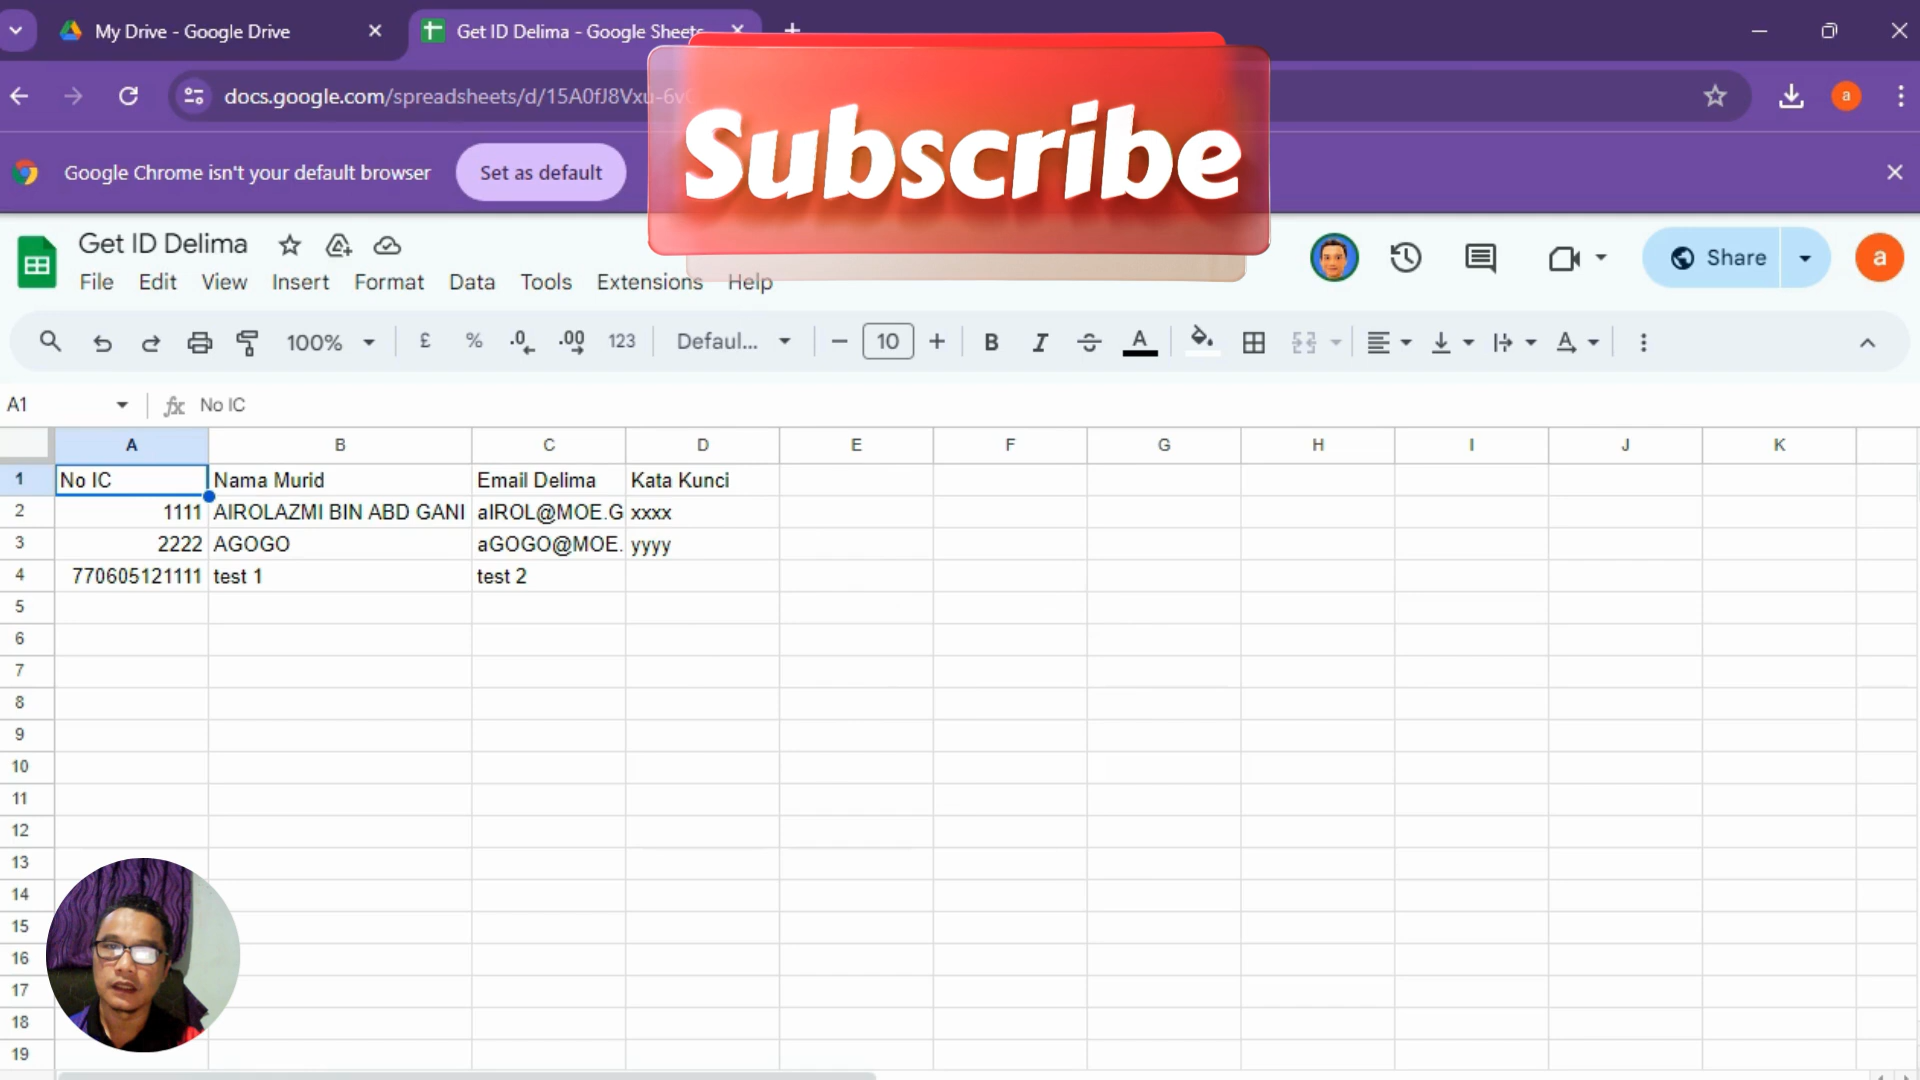 My Drive - Google Drive
Get ID Delima - Google Sheets
docs.google.com/spreadsheets/d/15A0fJ8Vxu-6v
a
Google Chrome isn't your default browser
Set as default
Subscribe
Get ID Delima
File Edit View Insert Format Data Tools Extensions Help
Share
a
100% £ % .0 .00 123 Defaul... 10 B I A A
A1 fx No IC
A B C D E F G H I J K
1 No IC Nama Murid Email Delima Kata Kunci
2 1111 AIROLAZMI BIN ABD GANI aIROL@MOE.G xxxx
3 2222 AGOGO aGOGO@MOE. yyyy
4 770605121111 test 1 test 2
5
6
7
8
9
10
11
12
13
14
15
16
17
18
19